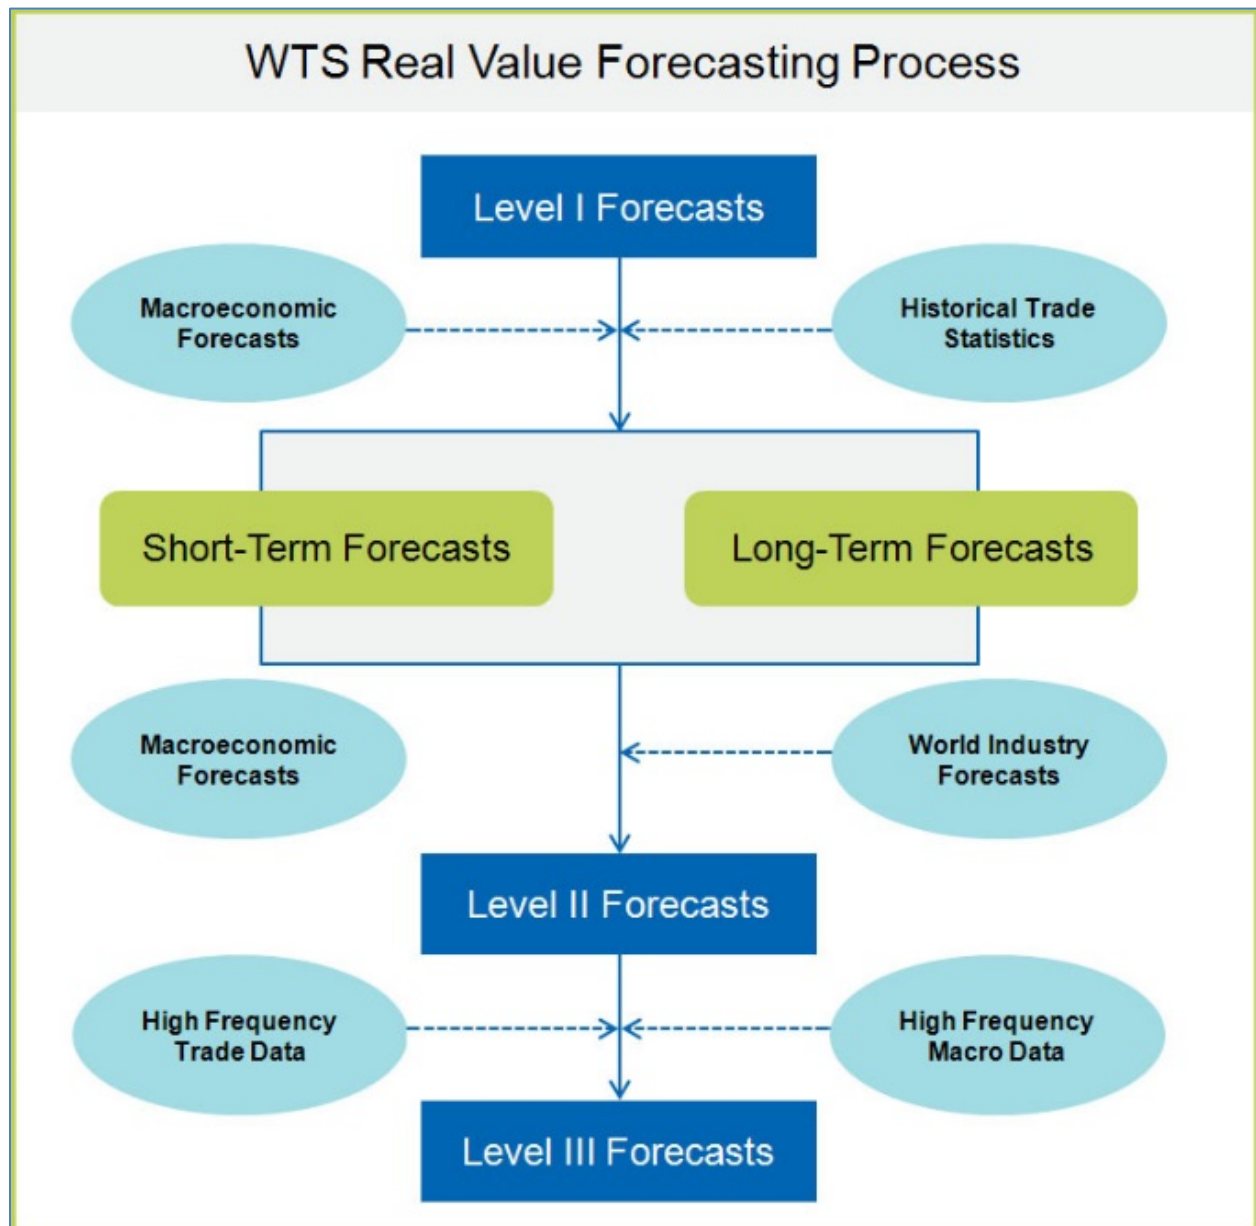 WTS Real Value Forecasting Process
Level I Forecasts
Macroeconomic
Forecasts
Historical Trade
Statistics
Short-Term Forecasts
Long-Term Forecasts
Macroeconomic
Forecasts
World Industry
Forecasts
Level II Forecasts
High Frequency
Trade Data
High Frequency
Macro Data
Level III Forecasts